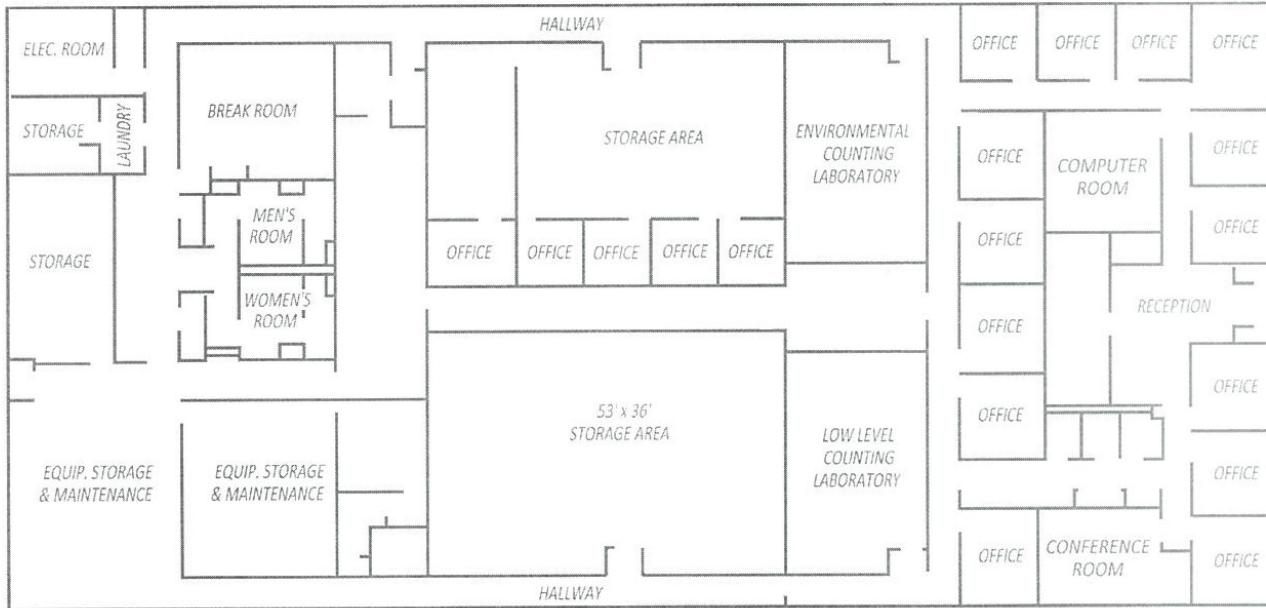 HALLWAY
ELEC. ROOM
OFFICE
OFFICE
OFFICE
OFFICE
BREAK ROOM
STORAGE
LAUNDRY
STORAGE AREA
ENVIRONMENTAL
COUNTING
LABORATORY
OFFICE
COMPUTER
ROOM
OFFICE
MEN'S
ROOM
OFFICE
OFFICE
OFFICE
OFFICE
OFFICE
OFFICE
OFFICE
STORAGE
WOMEN'S
ROOM
RECEPTION
OFFICE
OFFICE
OFFICE
53' x 36'
STORAGE AREA
LOW LEVEL
COUNTING
LABORATORY
EQUIP. STORAGE
& MAINTENANCE
EQUIP. STORAGE
& MAINTENANCE
OFFICE
OFFICE
CONFERENCE
ROOM
OFFICE
HALLWAY